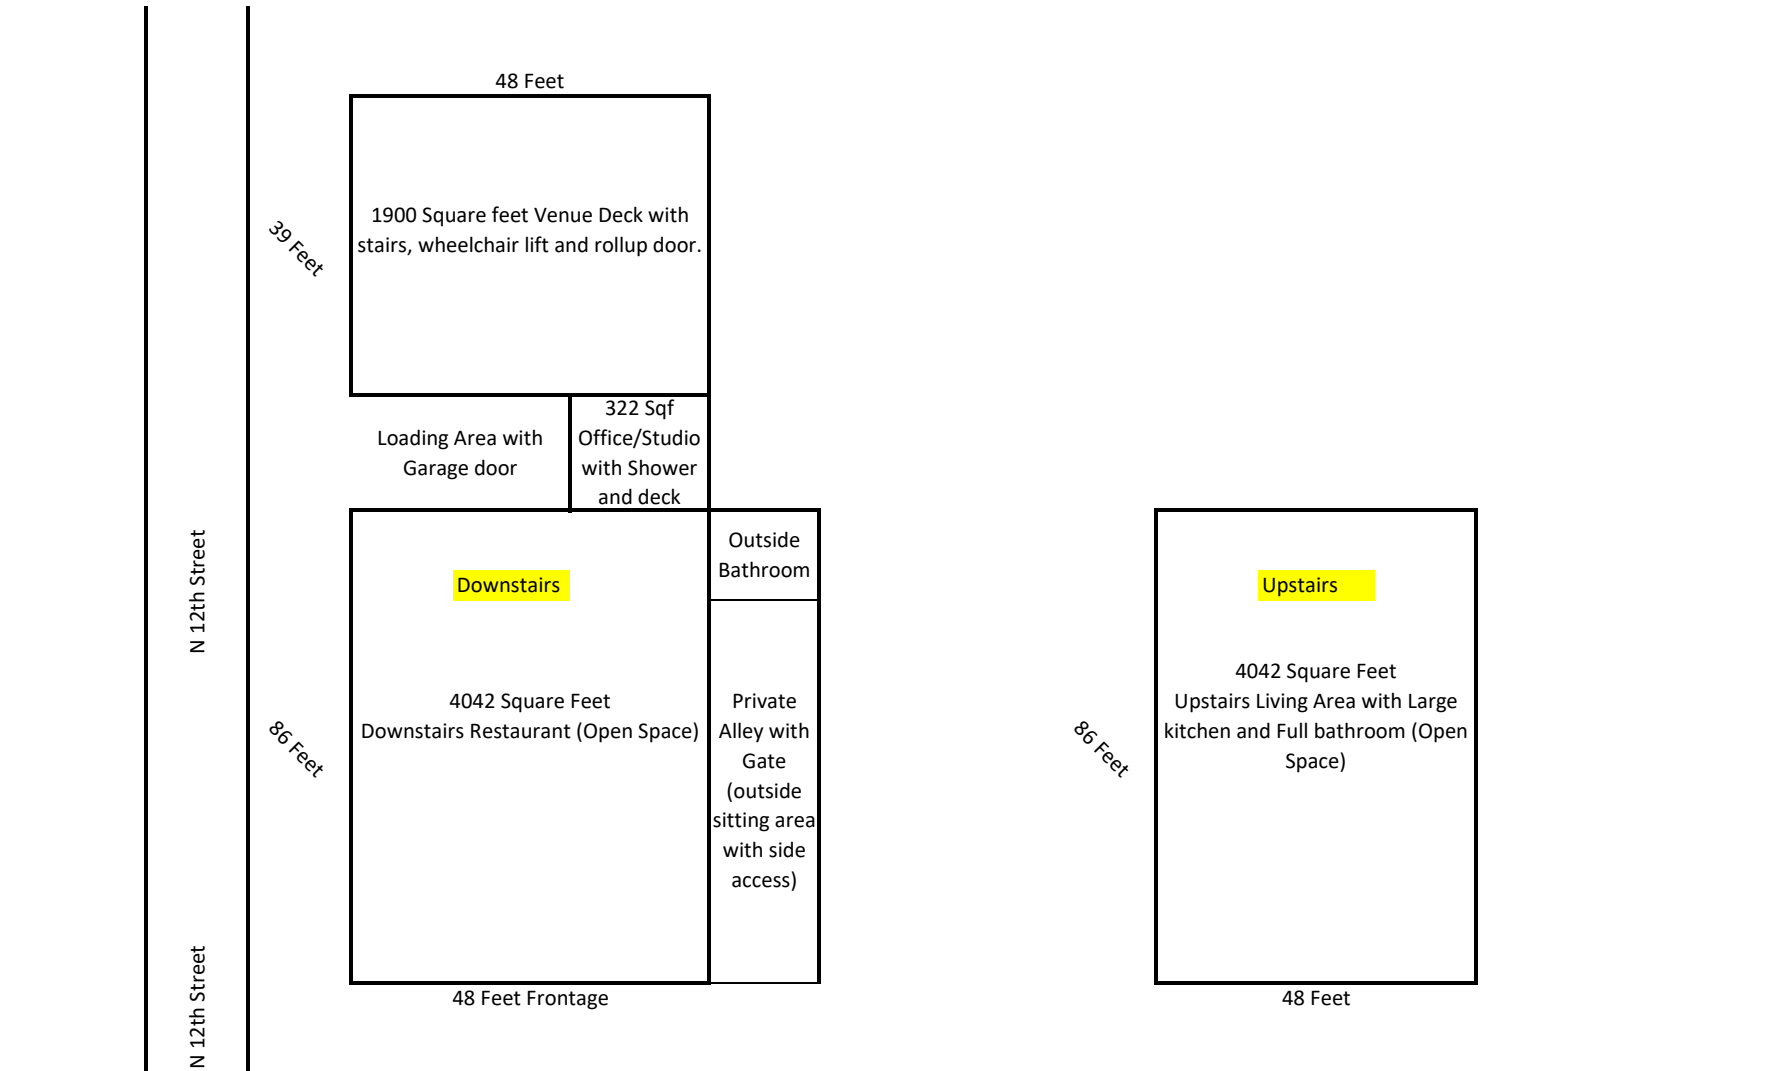 48 Feet
39 Feet
1900 Square feet Venue Deck with
stairs, wheelchair lift and rollup door.
Loading Area with
Garage door
322 Sqf
Office/Studio
with Shower
and deck
N 12th Street
Downstairs
Outside
Bathroom
Upstairs
86 Feet
4042 Square Feet
Downstairs Restaurant (Open Space)
Private
Alley with
Gate
(outside
sitting area
with side
access)
86 Feet
4042 Square Feet
Upstairs Living Area with Large
kitchen and Full bathroom (Open
Space)
N 12th Street
48 Feet Frontage
48 Feet